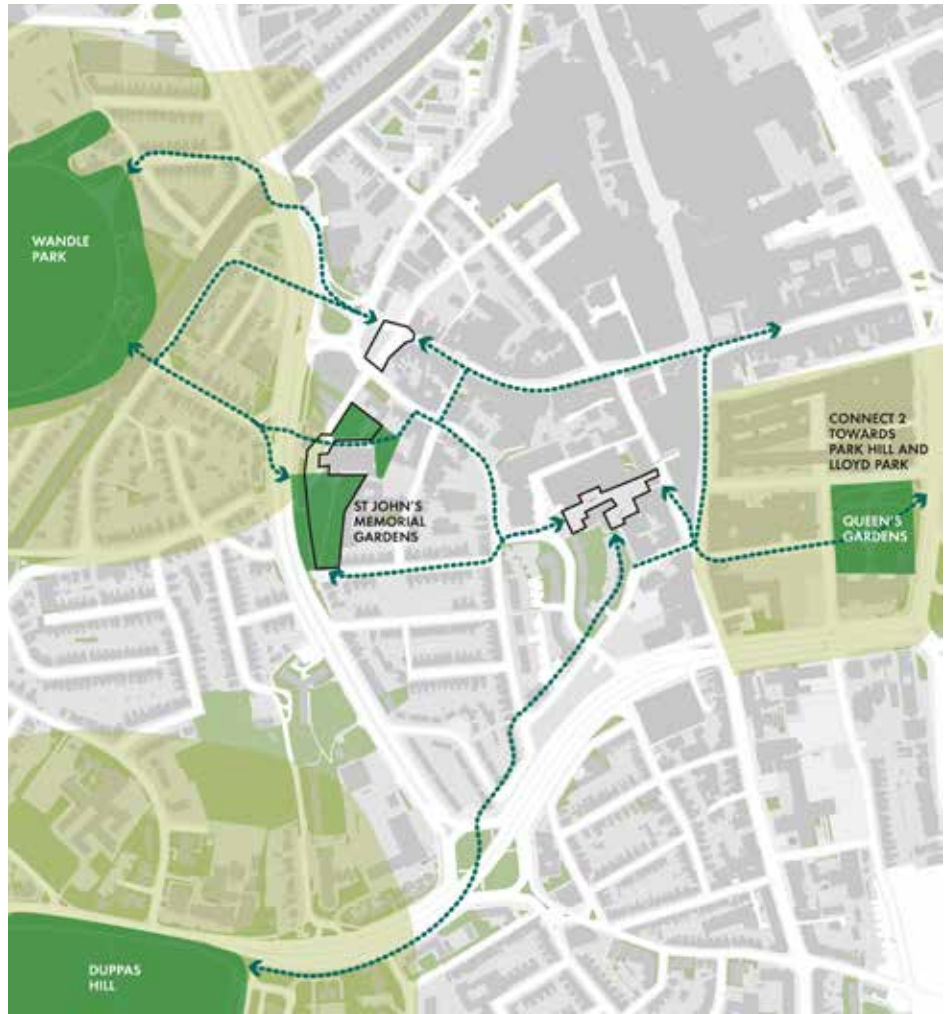 WANDLE
PARK
CONNECT 2
TOWARDS
PARK HILL AND
LLOYD PARK
ST JOHN'S
MEMORIAL
GARDENS
QUEEN'S
GARDENS
DUPPAS
HILL